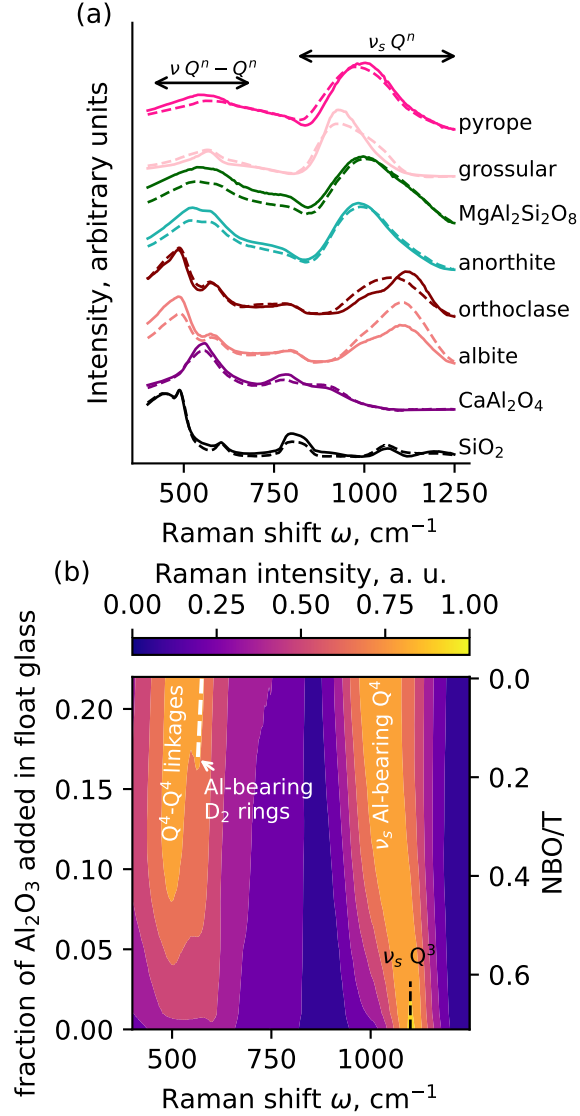 (a)
ν Qⁿ − Qⁿ
νₛ Qⁿ
Intensity, arbitrary units
pyrope
grossular
MgAl₂Si₂O₈
anorthite
orthoclase
albite
CaAl₂O₄
SiO₂
500 750 1000 1250
Raman shift ω, cm⁻¹
(b)
Raman intensity, a. u.
0.00 0.25 0.50 0.75 1.00
fraction of Al₂O₃ added in float glass
0.20
0.15
0.10
0.05
0.00
Q⁴-Q⁴ linkages
Al-bearing
D₂ rings
νₛ Al-bearing Q⁴
νₛ Q³
0.0
0.2
0.4
0.6
NBO/T
500 750 1000
Raman shift ω, cm⁻¹